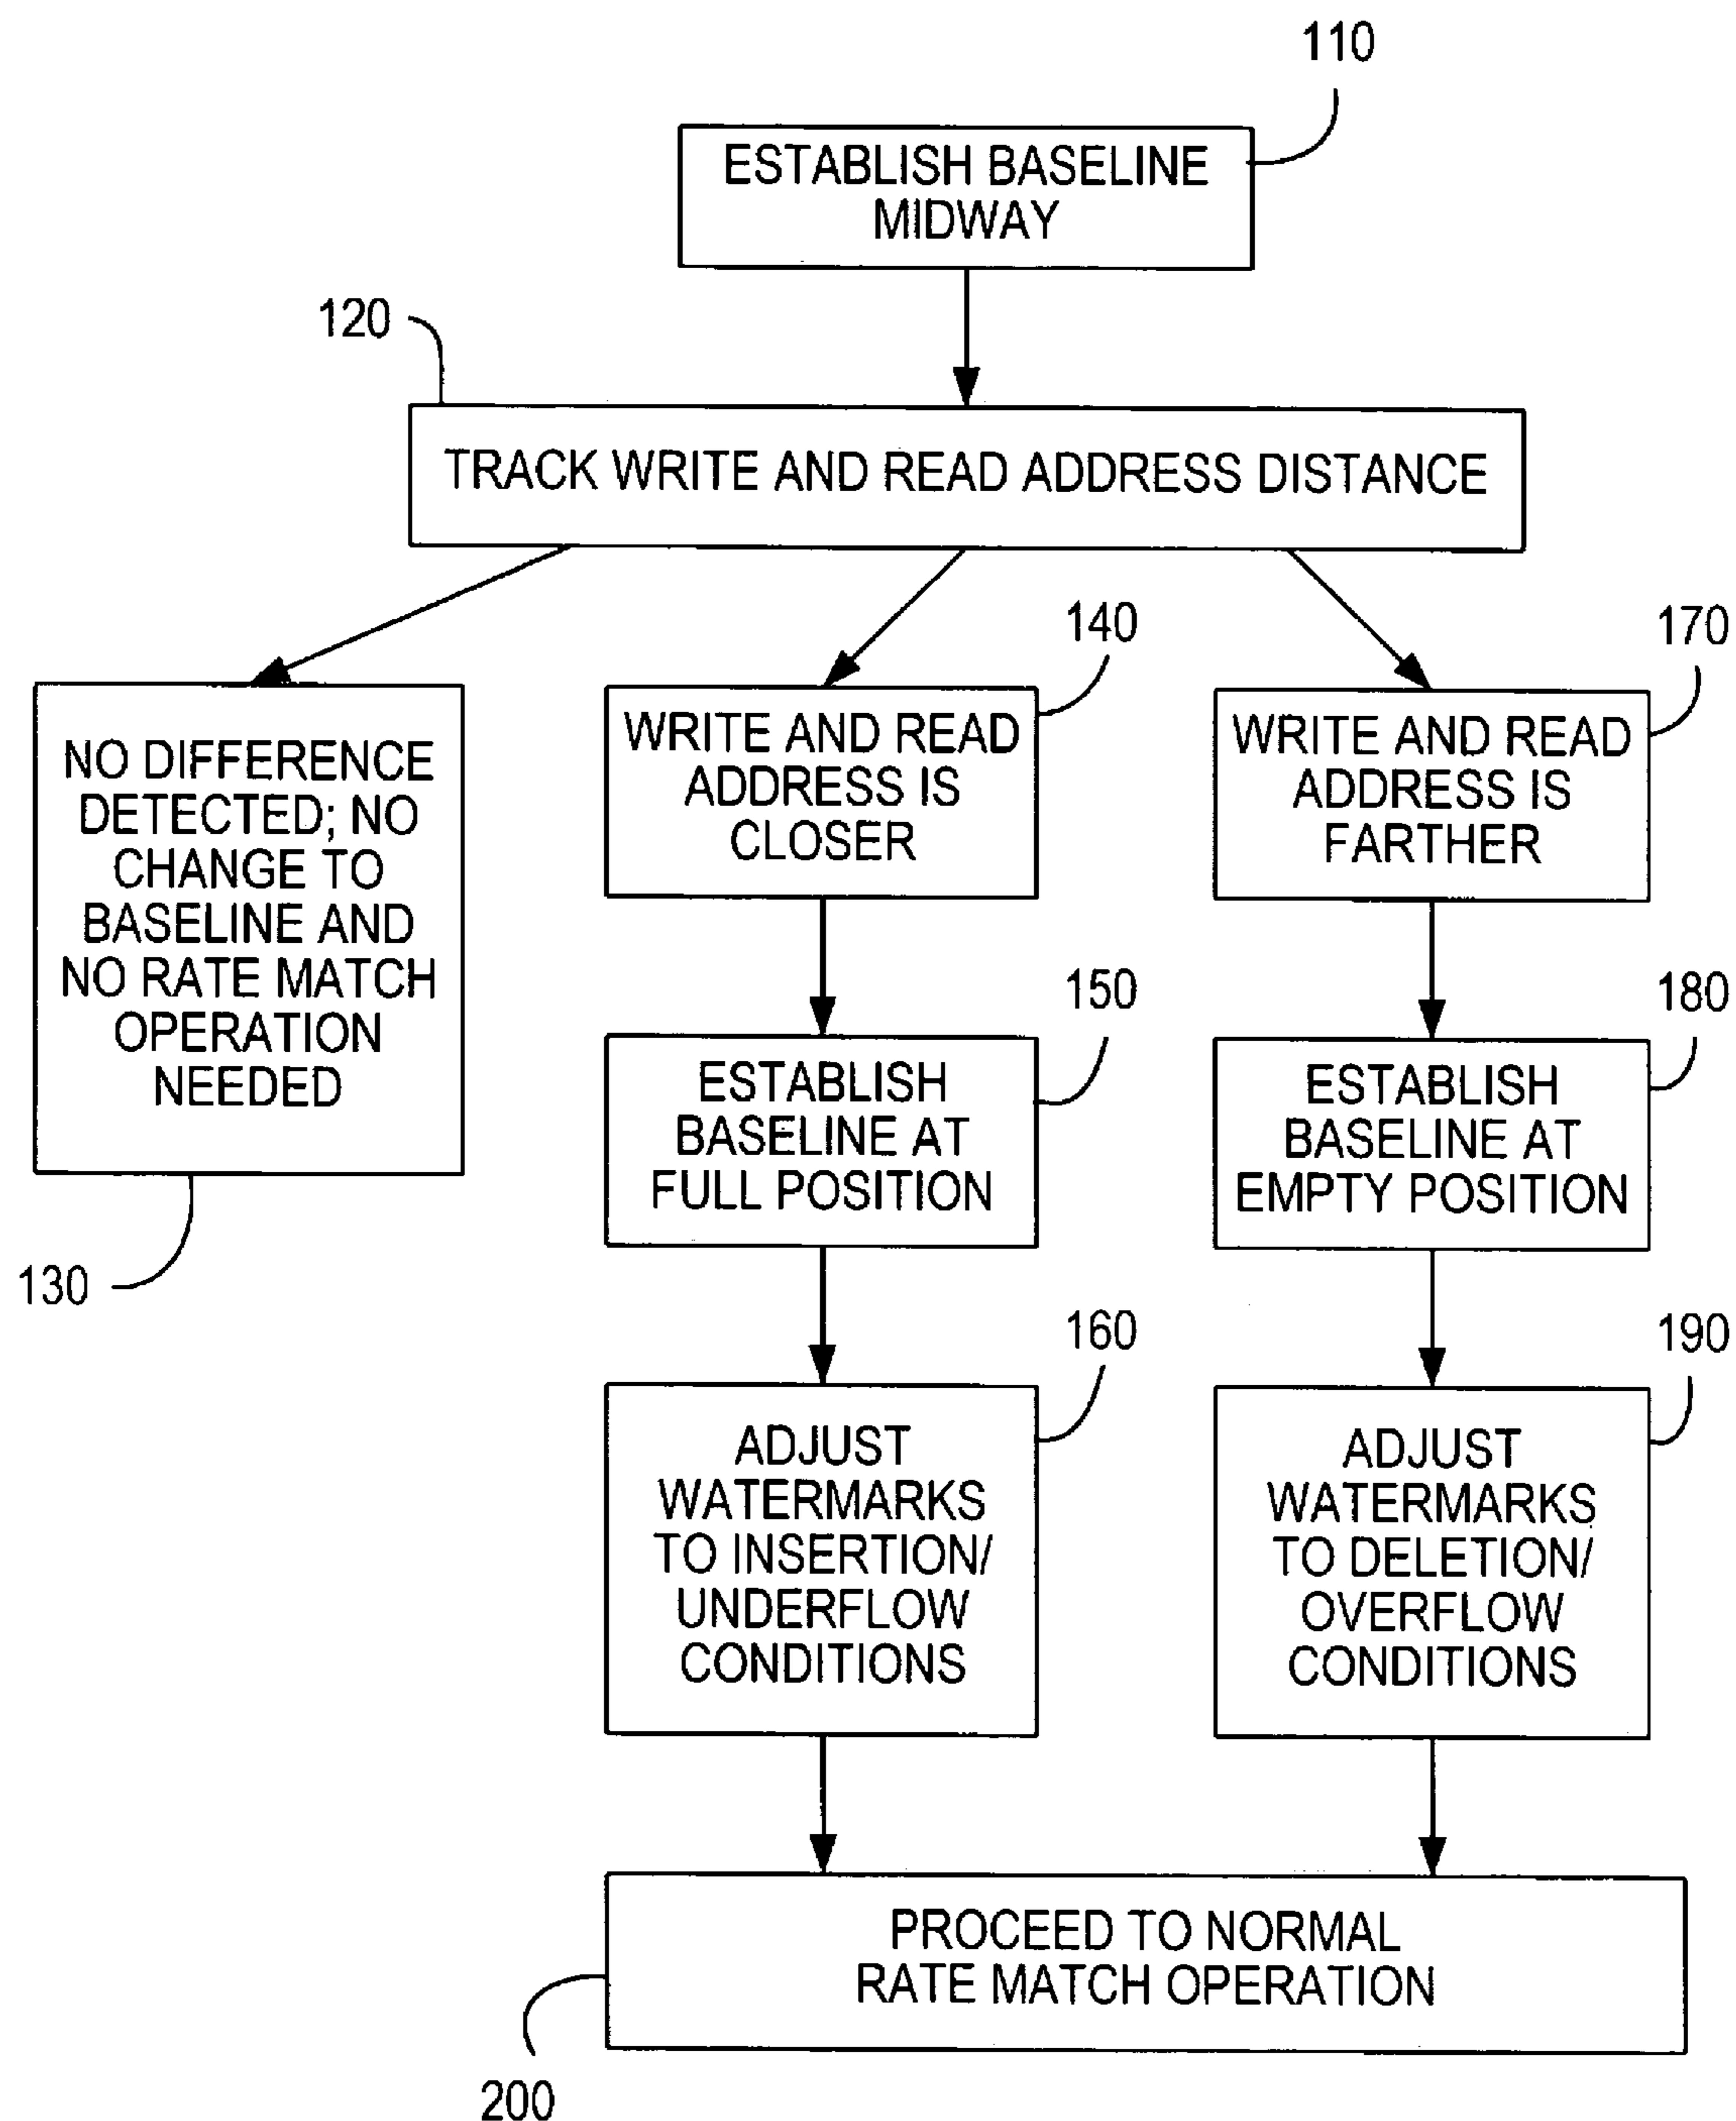 110
ESTABLISH BASELINE
MIDWAY
120
TRACK WRITE AND READ ADDRESS DISTANCE
130
NO DIFFERENCE
DETECTED; NO
CHANGE TO
BASELINE AND
NO RATE MATCH
OPERATION
NEEDED
140
WRITE AND READ
ADDRESS IS
CLOSER
170
WRITE AND READ
ADDRESS IS
FARTHER
150
ESTABLISH
BASELINE AT
FULL POSITION
180
ESTABLISH
BASELINE AT
EMPTY POSITION
160
ADJUST
WATERMARKS
TO INSERTION/
UNDERFLOW
CONDITIONS
190
ADJUST
WATERMARKS
TO DELETION/
OVERFLOW
CONDITIONS
PROCEED TO NORMAL
RATE MATCH OPERATION
200